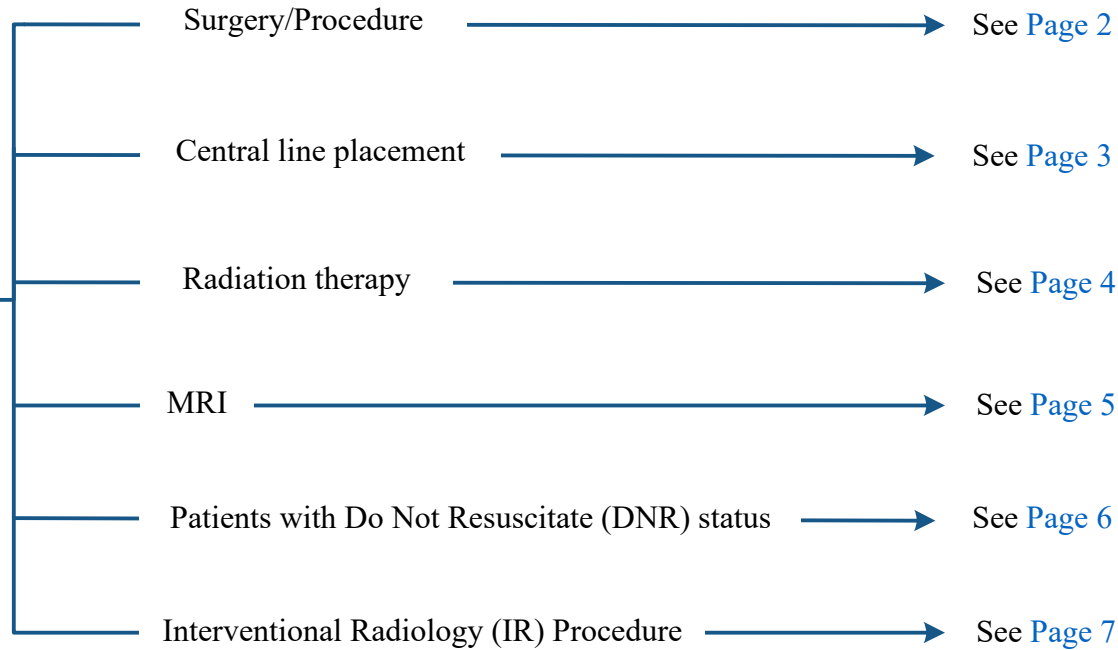 Surgery/Procedure See Page 2
Central line placement See Page 3
Radiation therapy See Page 4
MRI See Page 5
Patients with Do Not Resuscitate (DNR) status See Page 6
Interventional Radiology (IR) Procedure See Page 7